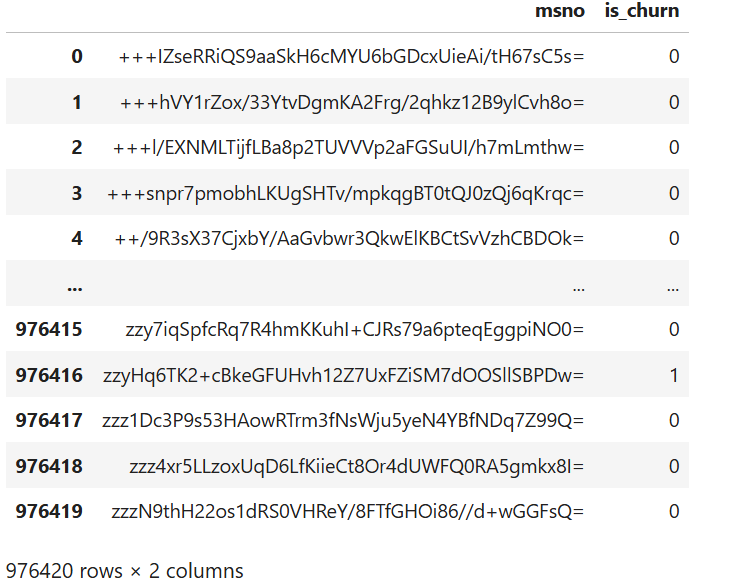 msno is_churn
0 +++lZseRRiQS9aaSkH6cMYU6bGDcxUieAi/tH67sC5s= 0
1 +++hVY1rZox/33YtvDgmKA2Frg/2qhkz12B9ylCvh8o= 0
2 +++l/EXNMLTijfLBa8p2TUVVVp2aFGSuUI/h7mLmthw= 0
3 +++snpr7pmobhLKUgSHTv/mpkqgBT0tQJ0zQj6qKrqc= 0
4 ++/9R3sX37CjxbY/AaGvbwr3QkwElKBCtSvVzhCBDOk= 0
... ... ...
976415 zzy7iqSpfcRq7R4hmKKuhI+CJRs79a6pteqEggpiNO0= 0
976416 zzyHq6TK2+cBkeGFUHvh12Z7UxFZiSM7dOOSllSBPDw= 1
976417 zzz1Dc3P9s53HAowRTrm3fNsWju5yeN4YBfNDq7Z99Q= 0
976418 zzz4xr5LLzoxUqD6LfKiieCt8Or4dUWFQ0RA5gmkx8I= 0
976419 zzzN9thH22os1dRS0VHReY/8FTfGHOi86//d+wGGFsQ= 0
976420 rows × 2 columns